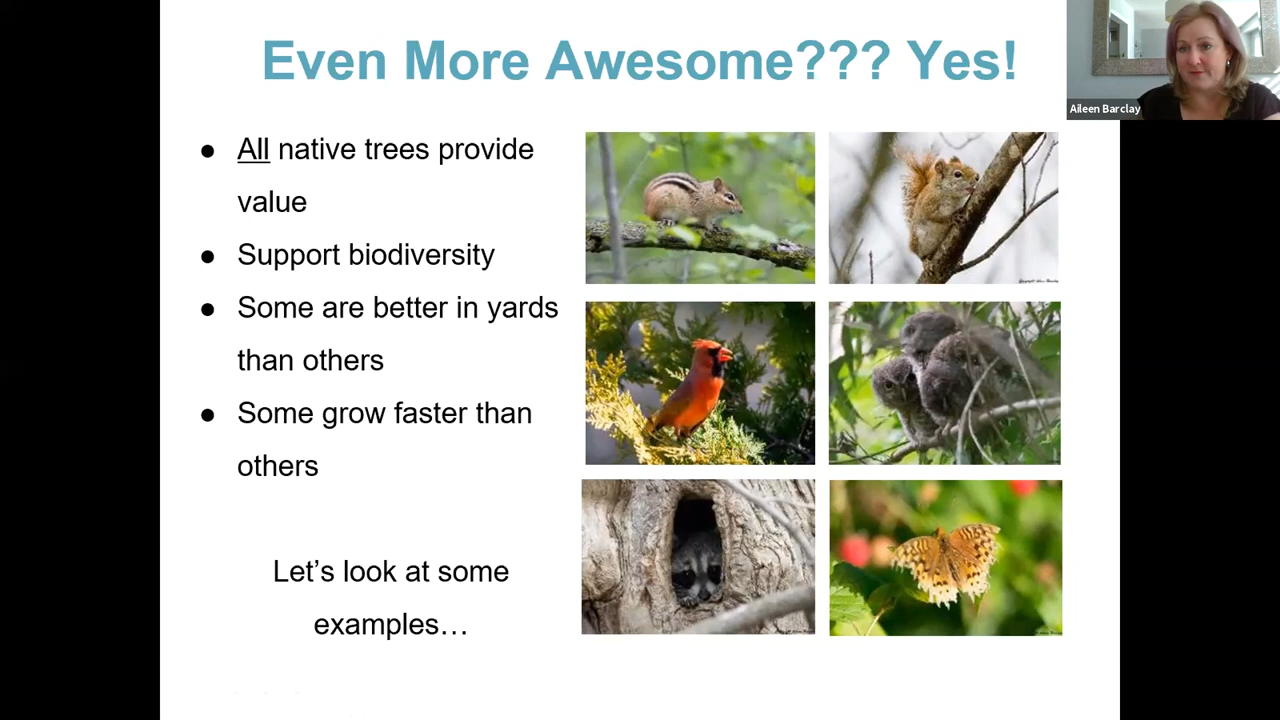 Even More Awesome??? Yes!
Aileen Barclay
● All native trees provide
value
● Support biodiversity
● Some are better in yards
than others
● Some grow faster than
others
Let's look at some
examples…